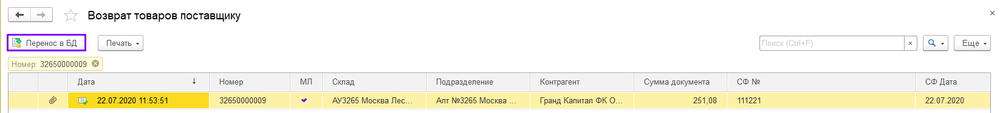 Возврат товаров поставщику
Перенос в БД Печать Поиск (Ctrl+F) × Еще
Номер: 32650000009
Дата ↓ Номер МЛ Склад Подразделение Контрагент Сумма документа СФ № СФ Дата
22.07.2020 11:53:51 32650000009 АУ3265 Москва Лес... Апт №3265 Москва ... Гранд Капитал ФК О... 251,08 111221 22.07.2020